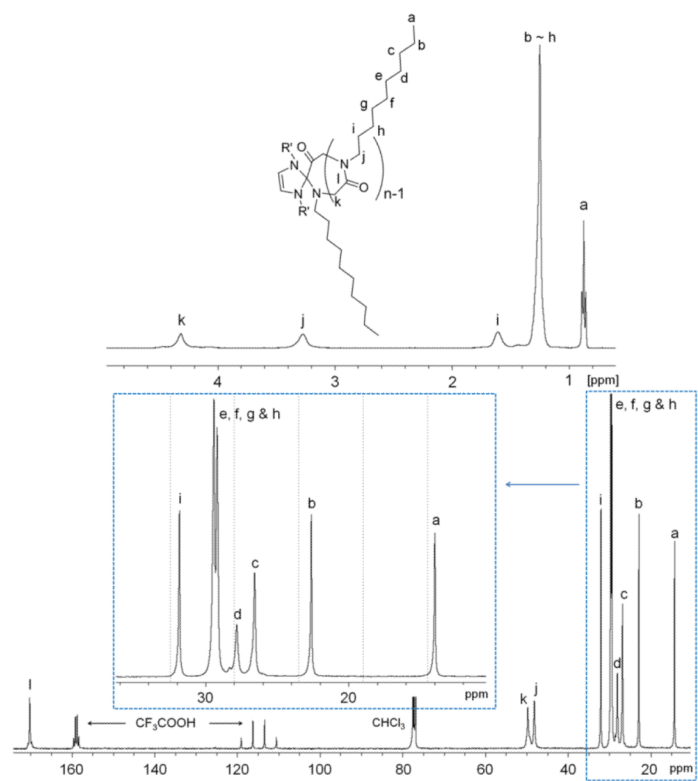 a
b ~ h
b
c
d
e
f
g
h
i
j
R'
O
N
N
l
N
N
O
R'
k
n-1
a
k
j
i
4
3
2
1
[ppm]
e, f, g & h
e, f, g & h
i
b
a
c
d
30
20
ppm
i
b
a
c
d
l
CF3COOH
CHCl3
k
j
160
140
120
100
80
60
40
20
ppm